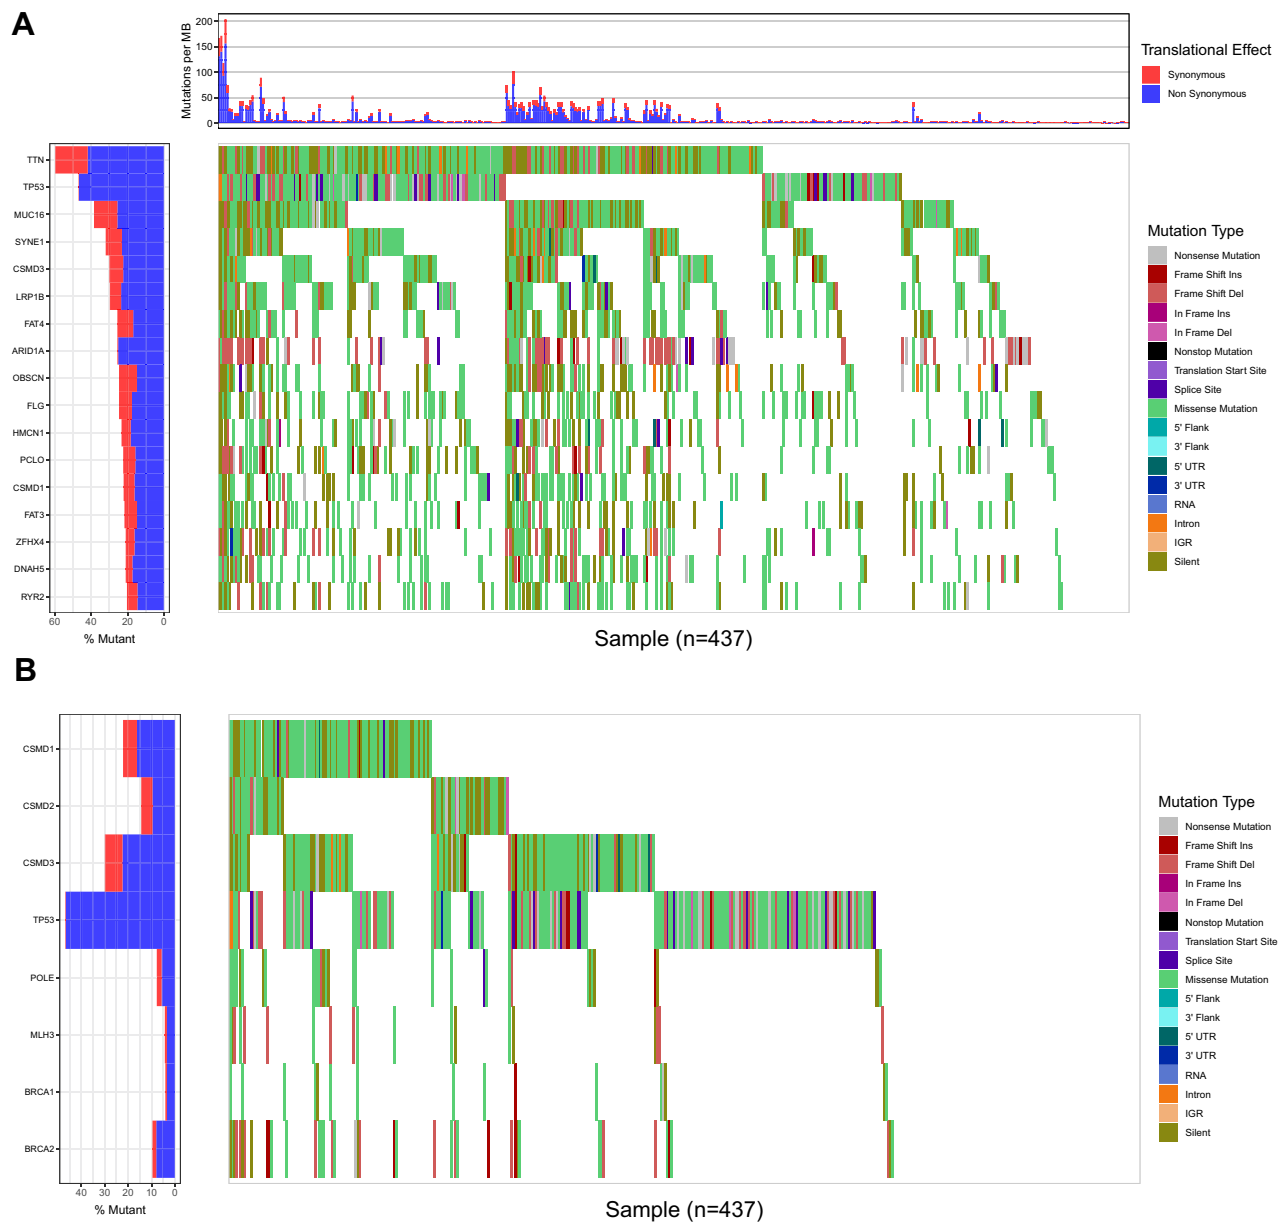 A
Mutations per MB
200
150
100
50
0
Translational Effect
Synonymous
Non Synonymous
TTN
TP53
MUC16
SYNE1
CSMD3
LRP1B
FAT4
ARID1A
OBSCN
FLG
HMCN1
PCLO
CSMD1
FAT3
ZFHX4
DNAH5
RYR2
60 40 20 0
% Mutant
Sample (n=437)
Mutation Type
Nonsense Mutation
Frame Shift Ins
Frame Shift Del
In Frame Ins
In Frame Del
Nonstop Mutation
Translation Start Site
Splice Site
Missense Mutation
5' Flank
3' Flank
5' UTR
3' UTR
RNA
Intron
IGR
Silent
B
CSMD1
CSMD2
CSMD3
TP53
POLE
MLH3
BRCA1
BRCA2
40 30 20 10 0
% Mutant
Sample (n=437)
Mutation Type
Nonsense Mutation
Frame Shift Ins
Frame Shift Del
In Frame Ins
In Frame Del
Nonstop Mutation
Translation Start Site
Splice Site
Missense Mutation
5' Flank
3' Flank
5' UTR
3' UTR
RNA
Intron
IGR
Silent